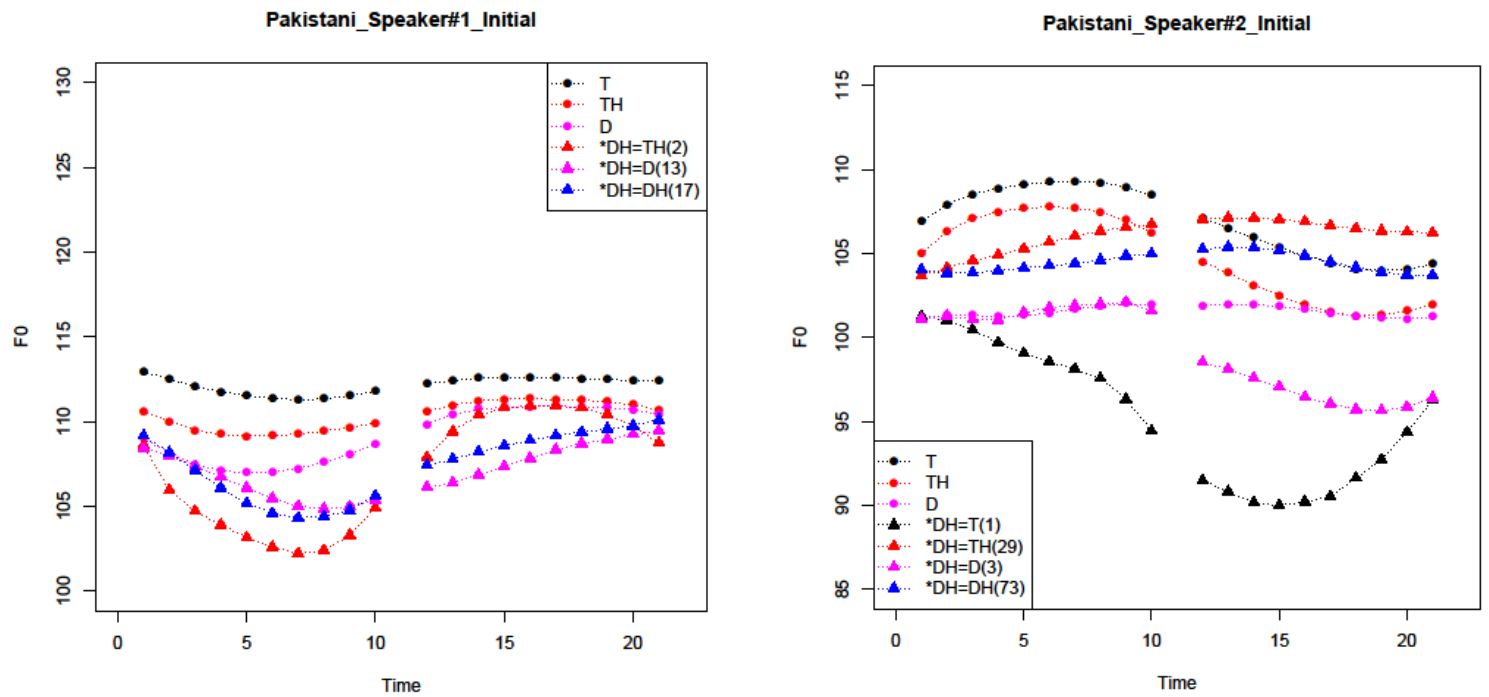 Pakistani_Speaker#1_Initial
130
125
120
115
110
105
100
F0
0 5 10 15 20
Time
T
TH
D
*DH=TH(2)
*DH=D(13)
*DH=DH(17)
Pakistani_Speaker#2_Initial
115
110
105
100
95
90
85
F0
0 5 10 15 20
Time
T
TH
D
*DH=T(1)
*DH=TH(29)
*DH=D(3)
*DH=DH(73)